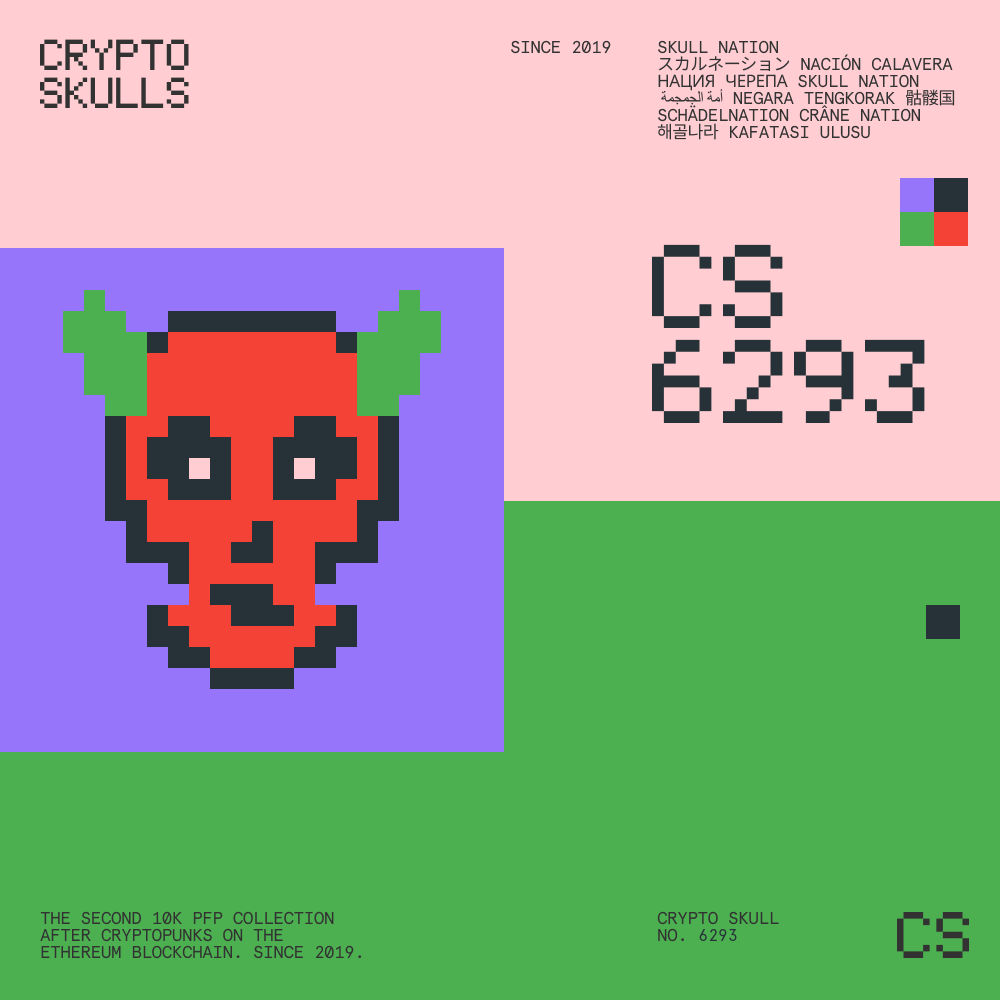 CRYPTO
SKULLS
SINCE 2019
SKULL NATION
スカルネーション NACIÓN CALAVERA
НАЦИЯ ЧЕРЕПА SKULL NATION
أمة الجمجمة NEGARA TENGKORAK 骷髅国
SCHÄDELNATION CRÂNE NATION
해골나라 KAFATASI ULUSU
CS
6293
THE SECOND 10K PFP COLLECTION
AFTER CRYPTOPUNKS ON THE
ETHEREUM BLOCKCHAIN. SINCE 2019.
CRYPTO SKULL
NO. 6293
CS